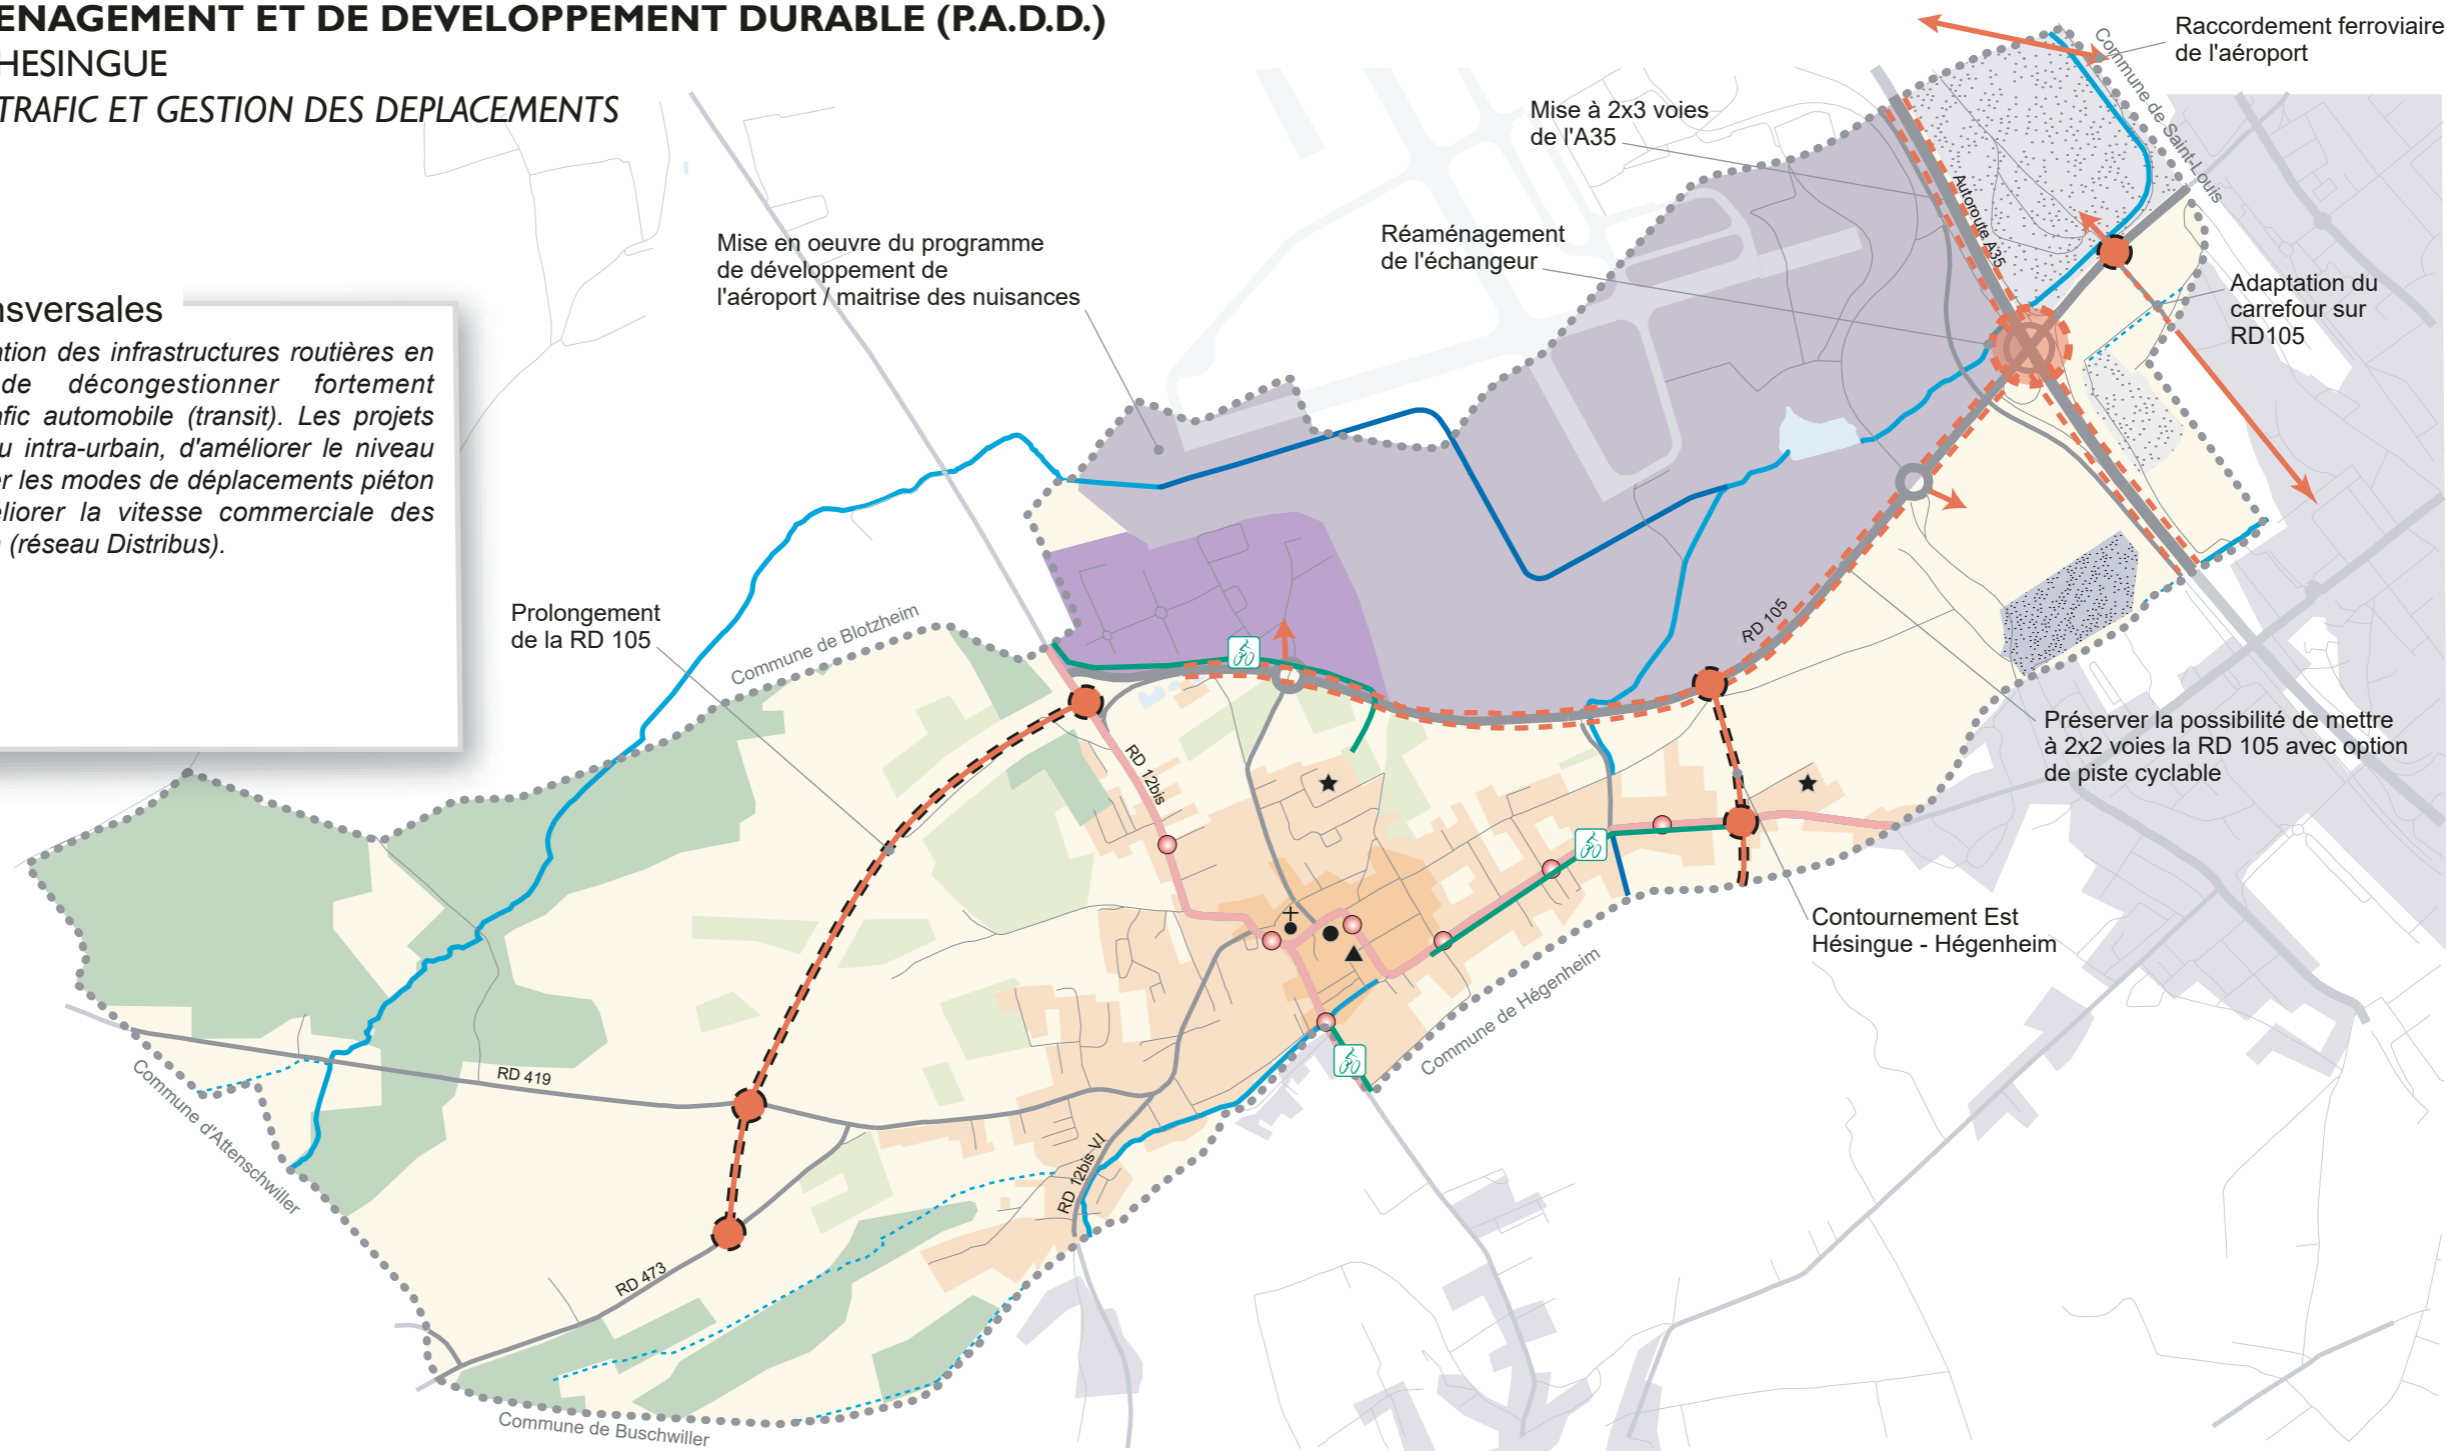 ENAGEMENT ET DE DEVELOPPEMENT DURABLE (P.A.D.D.)
HESINGUE
TRAFIC ET GESTION DES DEPLACEMENTS
Raccordement ferroviaire
de l'aéroport
Commune de Saint-Louis
Mise à 2x3 voies
de l'A35
Autoroute A35
Réaménagement
de l'échangeur
Mise en oeuvre du programme
de développement de
l'aéroport / maitrise des nuisances
Adaptation du
carrefour sur
RD105
nsversales
ation des infrastructures routières en
de décongestionner fortement
afic automobile (transit). Les projets
u intra-urbain, d'améliorer le niveau
er les modes de déplacements piéton
éliorer la vitesse commerciale des
n (réseau Distribus).
Prolongement
de la RD 105
Commune de Blotzheim
RD 105
RD 12bis
Préserver la possibilité de mettre
à 2x2 voies la RD 105 avec option
de piste cyclable
Contournement Est
Hésingue - Hégenheim
Commune de Hégenheim
RD 419
Commune d'Attenschwiller
RD 12bis VI
RD 473
Commune de Buschwiller